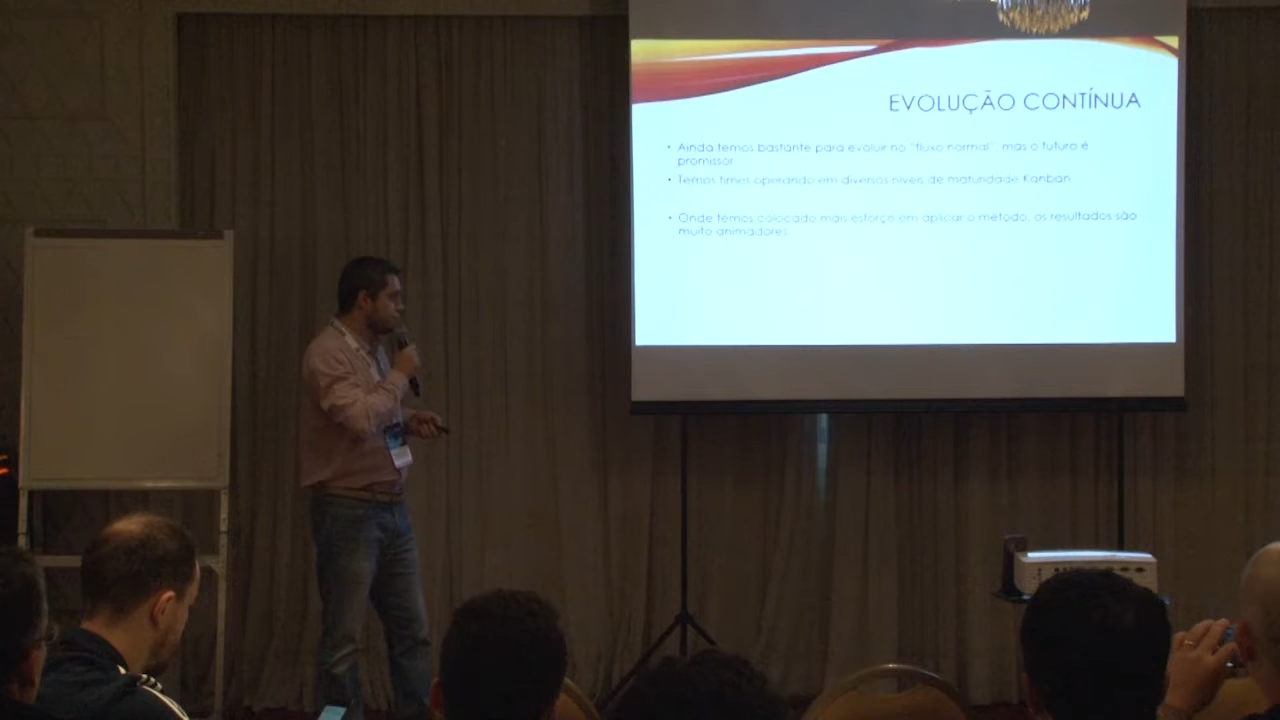 EVOLUÇÃO CONTÍNUA
• Ainda temos bastante para evoluir no "fluxo normal", mas o futuro é
promissor
• Temos times operando em diversos níveis de maturidade Kanban
• Onde temos colocado mais esforço em aplicar o método, os resultados são
muito animadores